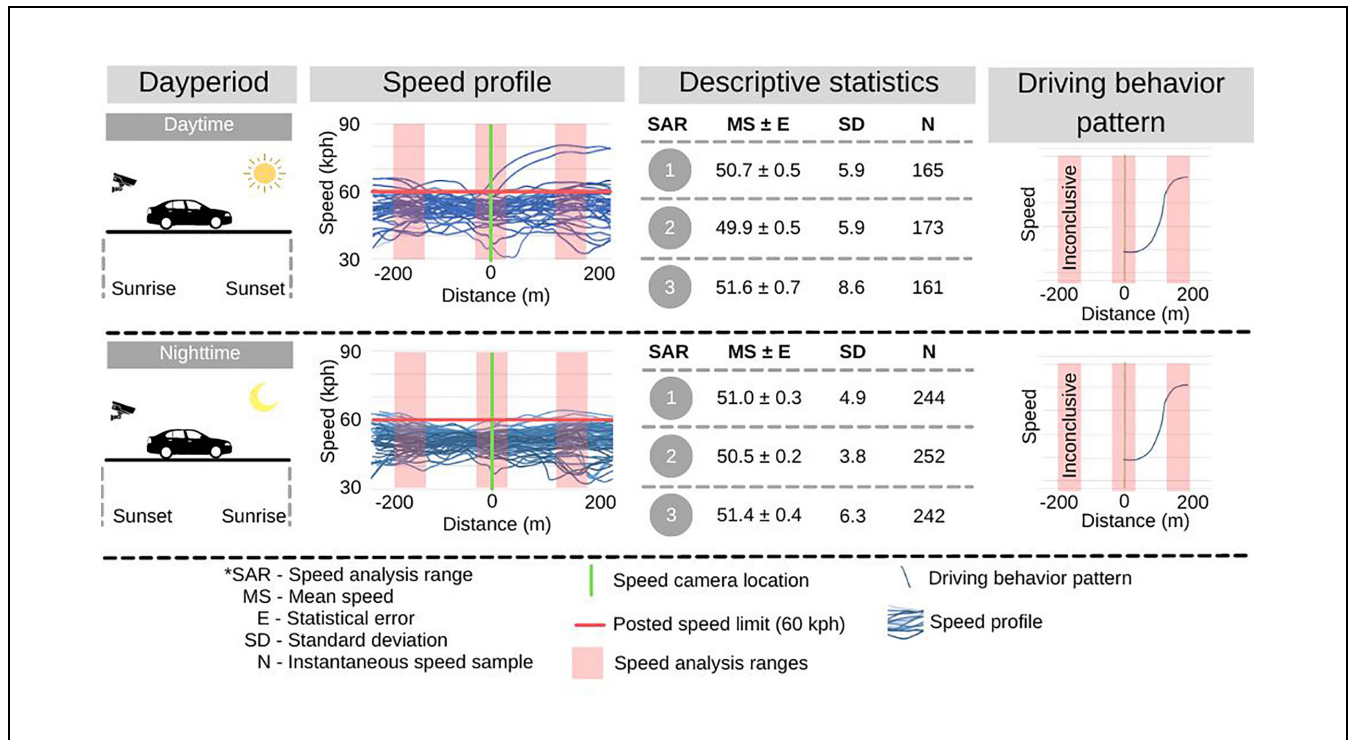 Dayperiod
Speed profile
Descriptive statistics
Driving behavior
pattern
Daytime
Sunrise
Sunset
Speed (kph)
90
60
30
-200
0
200
Distance (m)
SAR MS ± E SD N
1 50.7 ± 0.5 5.9 165
2 49.9 ± 0.5 5.9 173
3 51.6 ± 0.7 8.6 161
Speed
Inconclusive
-200
0
200
Distance (m)
Nighttime
Sunset
Sunrise
Speed (kph)
90
60
30
-200
0
200
Distance (m)
SAR MS ± E SD N
1 51.0 ± 0.3 4.9 244
2 50.5 ± 0.2 3.8 252
3 51.4 ± 0.4 6.3 242
Speed
Inconclusive
-200
0
200
Distance (m)
*SAR - Speed analysis range
MS - Mean speed
E - Statistical error
SD - Standard deviation
N - Instantaneous speed sample
Speed camera location
Posted speed limit (60 kph)
Speed analysis ranges
Driving behavior pattern
Speed profile